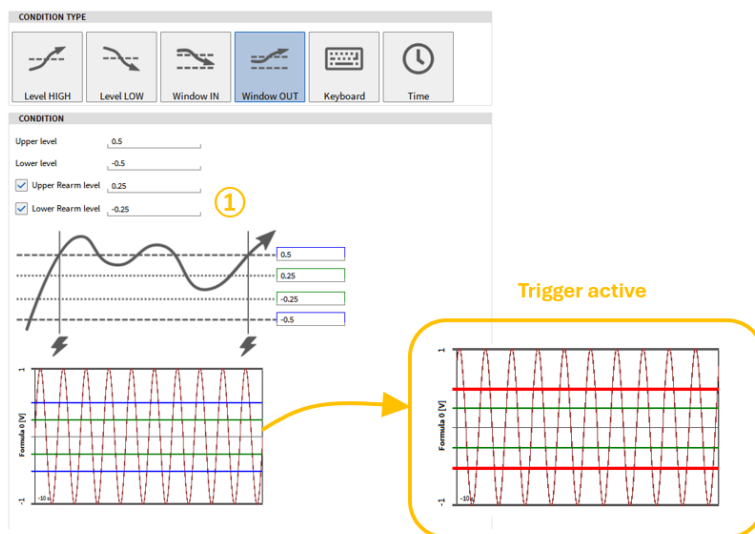 CONDITION TYPE
Level HIGH
Level LOW
Window IN
Window OUT
Keyboard
Time
CONDITION
Upper level 0.5
Lower level -0.5
Upper Rearm level 0.25
Lower Rearm level -0.25
①
0.5
0.25
-0.25
-0.5
Trigger active
1
Formula 0 [V]
-1
-10 s
1
Formula 0 [V]
-1